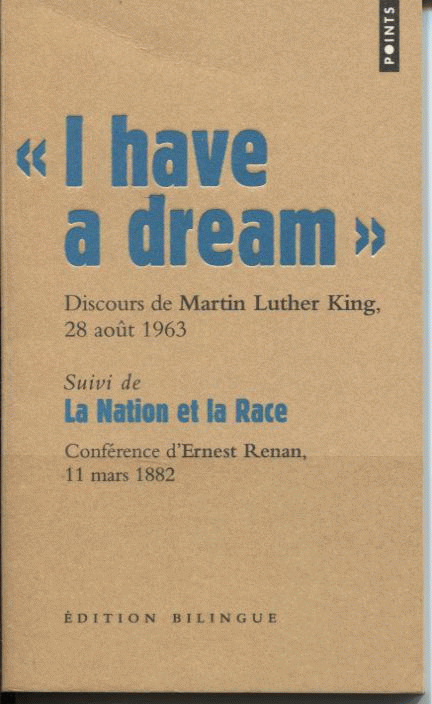 POINTS
« I have
a dream »
Discours de Martin Luther King,
28 août 1963
Suivi de
La Nation et la Race
Conférence d'Ernest Renan,
11 mars 1882
ÉDITION BILINGUE